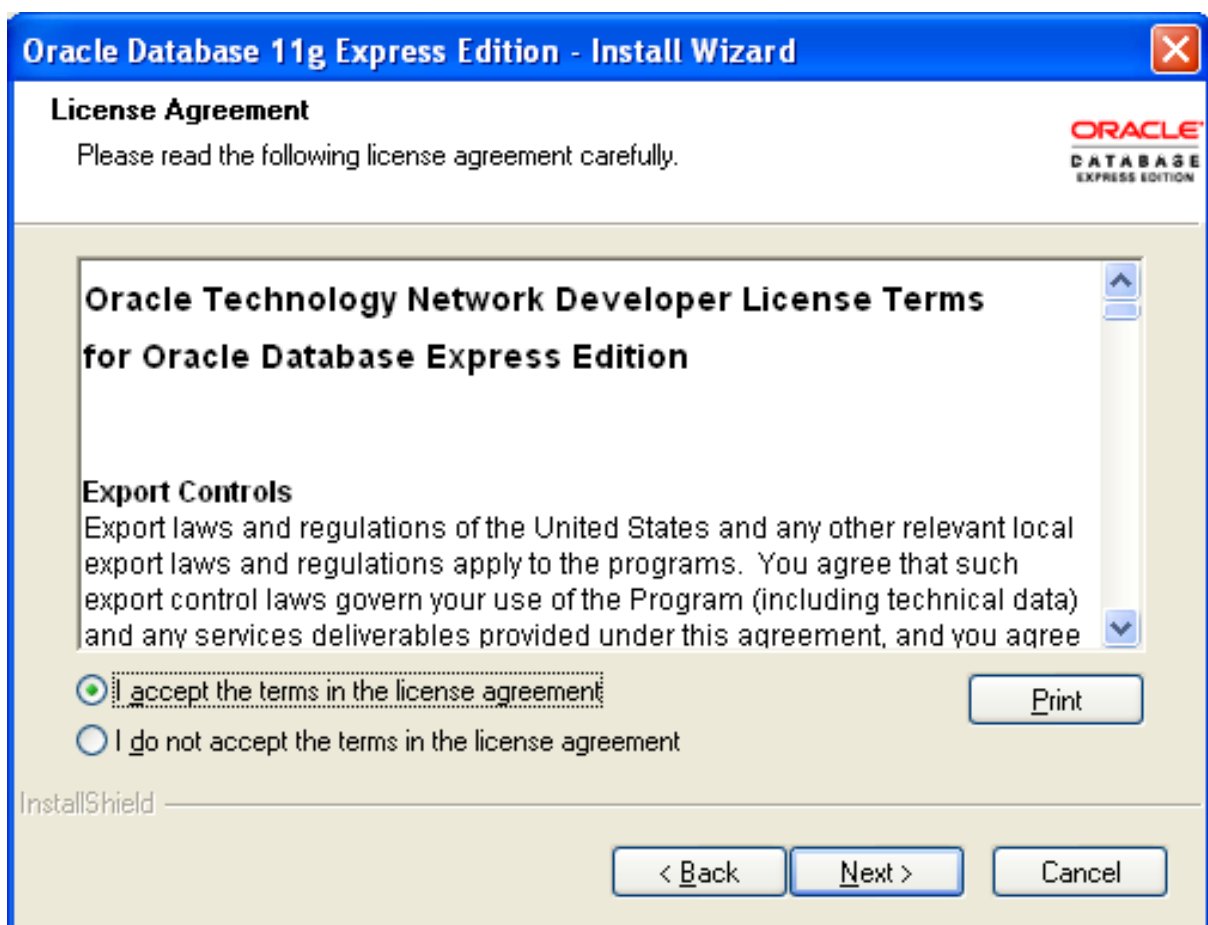 Oracle Database 11g Express Edition - Install Wizard
License Agreement
Please read the following license agreement carefully.
ORACLE
DATABASE
EXPRESS EDITION
Oracle Technology Network Developer License Terms
for Oracle Database Express Edition
Export Controls
Export laws and regulations of the United States and any other relevant local
export laws and regulations apply to the programs.  You agree that such
export control laws govern your use of the Program (including technical data)
and any services deliverables provided under this agreement, and you agree
I accept the terms in the license agreement
Print
I do not accept the terms in the license agreement
InstallShield
< Back
Next >
Cancel